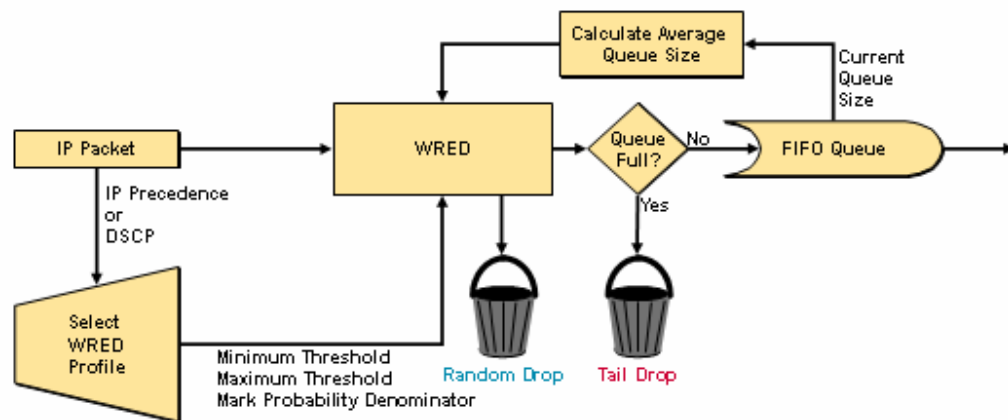 Calculate Average
Queue Size
Current
Queue
Size
IP Packet
WRED
Queue
Full?
No
FIFO Queue
IP Precedence
or
DSCP
Yes
Select
WRED
Profile
Minimum Threshold
Maximum Threshold
Mark Probability Denominator
Random Drop
Tail Drop